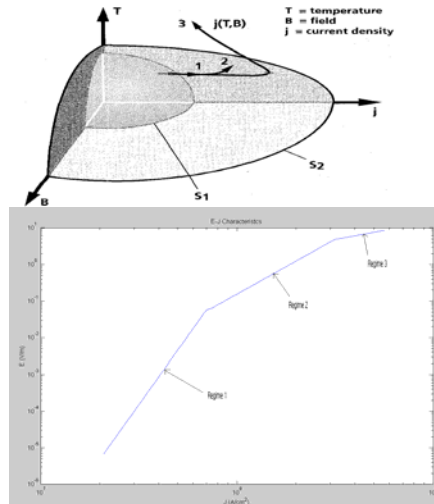 T
T = temperature
B = field
j = current density
3
j(T,B)
1
2
j
S1
S2
B
E-J Characteristics
Regime 3
Regime 2
Regime 1
E (V/m)